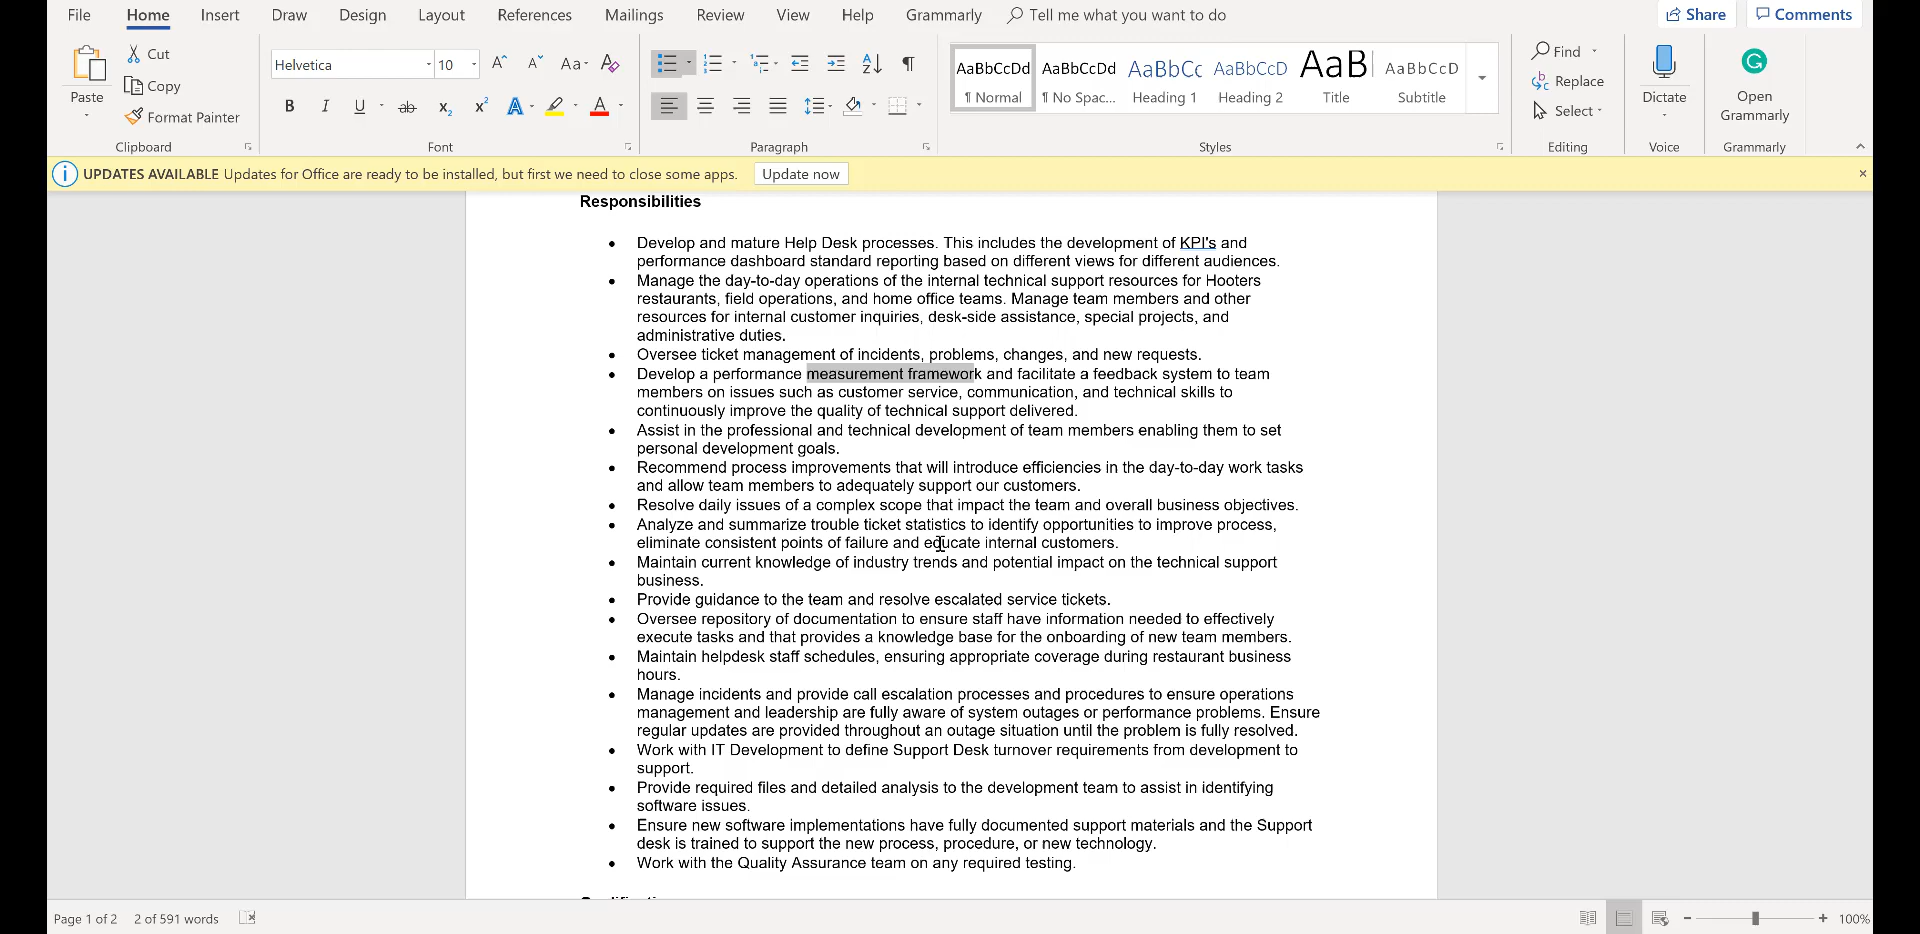 File Home Insert Draw Design Layout References Mailings Review View Help Grammarly Tell me what you want to do Share Comments
Paste
Cut
Copy
Format Painter
Clipboard
Helvetica 10
Aa
B I U ab x₂ x² A A
Font
Paragraph
AaBbCcDd AaBbCcDd AaBbCc AaBbCcD AaB AaBbCcD
¶ Normal ¶ No Spac... Heading 1 Heading 2 Title Subtitle
Styles
Find
Replace
Select
Editing
Dictate
Voice
Open
Grammarly
Grammarly
UPDATES AVAILABLE Updates for Office are ready to be installed, but first we need to close some apps. Update now
Responsibilities
• Develop and mature Help Desk processes. This includes the development of KPI's and
performance dashboard standard reporting based on different views for different audiences.
• Manage the day-to-day operations of the internal technical support resources for Hooters
restaurants, field operations, and home office teams. Manage team members and other
resources for internal customer inquiries, desk-side assistance, special projects, and
administrative duties.
• Oversee ticket management of incidents, problems, changes, and new requests.
• Develop a performance measurement framework and facilitate a feedback system to team
members on issues such as customer service, communication, and technical skills to
continuously improve the quality of technical support delivered.
• Assist in the professional and technical development of team members enabling them to set
personal development goals.
• Recommend process improvements that will introduce efficiencies in the day-to-day work tasks
and allow team members to adequately support our customers.
• Resolve daily issues of a complex scope that impact the team and overall business objectives.
• Analyze and summarize trouble ticket statistics to identify opportunities to improve process,
eliminate consistent points of failure and educate internal customers.
• Maintain current knowledge of industry trends and potential impact on the technical support
business.
• Provide guidance to the team and resolve escalated service tickets.
• Oversee repository of documentation to ensure staff have information needed to effectively
execute tasks and that provides a knowledge base for the onboarding of new team members.
• Maintain helpdesk staff schedules, ensuring appropriate coverage during restaurant business
hours.
• Manage incidents and provide call escalation processes and procedures to ensure operations
management and leadership are fully aware of system outages or performance problems. Ensure
regular updates are provided throughout an outage situation until the problem is fully resolved.
• Work with IT Development to define Support Desk turnover requirements from development to
support.
• Provide required files and detailed analysis to the development team to assist in identifying
software issues.
• Ensure new software implementations have fully documented support materials and the Support
desk is trained to support the new process, procedure, or new technology.
• Work with the Quality Assurance team on any required testing.
Page 1 of 2 2 of 591 words 100%